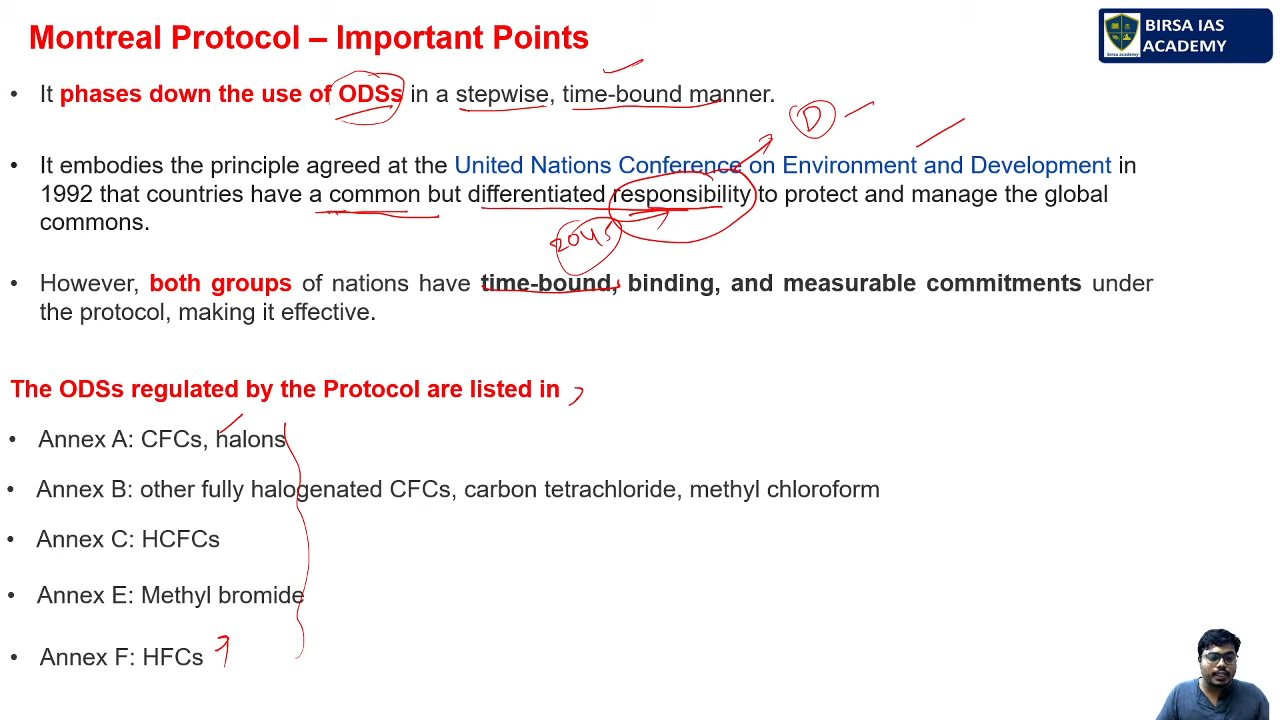 Montreal Protocol – Important Points
BIRSA IAS
ACADEMY
birsa academy
• It phases down the use of ODSs in a stepwise, time-bound manner.
D
• It embodies the principle agreed at the United Nations Conference on Environment and Development in
1992 that countries have a common but differentiated responsibility to protect and manage the global
commons.
2045
• However, both groups of nations have time-bound, binding, and measurable commitments under
the protocol, making it effective.
The ODSs regulated by the Protocol are listed in
• Annex A: CFCs, halons
• Annex B: other fully halogenated CFCs, carbon tetrachloride, methyl chloroform
• Annex C: HCFCs
• Annex E: Methyl bromide
• Annex F: HFCs